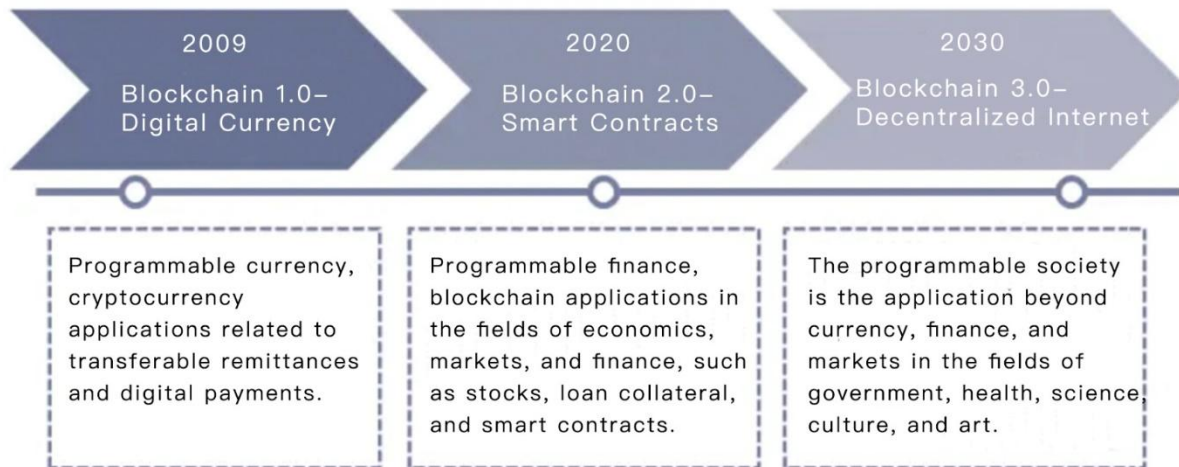 2009
Blockchain 1.0–
Digital Currency
2020
Blockchain 2.0–
Smart Contracts
2030
Blockchain 3.0–
Decentralized Internet
Programmable currency,
cryptocurrency
applications related to
transferable remittances
and digital payments.
Programmable finance,
blockchain applications in
the fields of economics,
markets, and finance, such
as stocks, loan collateral,
and smart contracts.
The programmable society
is the application beyond
currency, finance, and
markets in the fields of
government, health, science,
culture, and art.